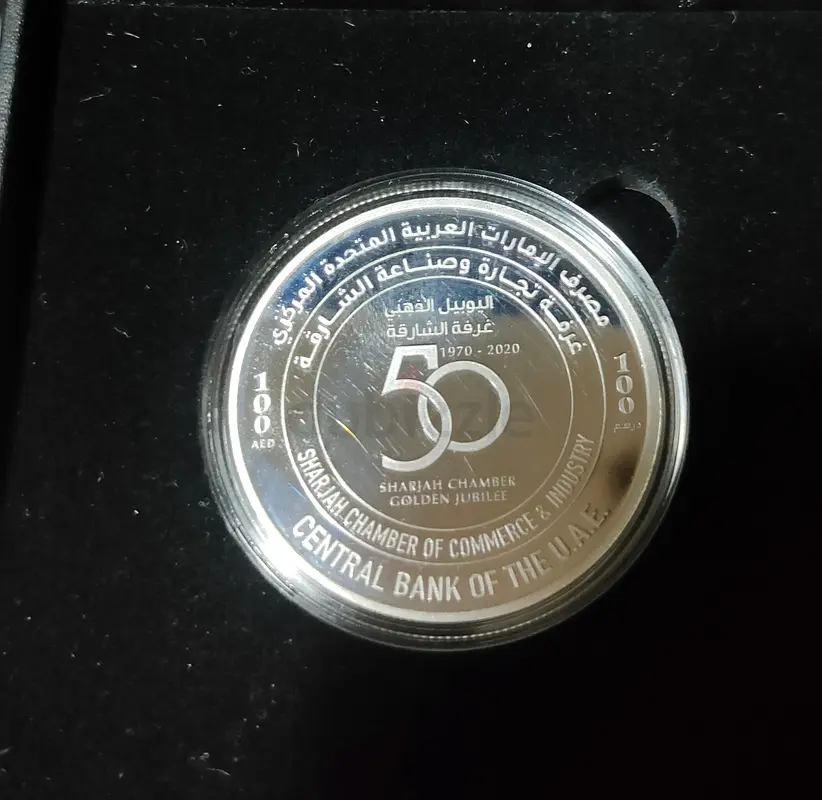 مصرف الإمارات العربية المتحدة المركزي
غرفة تجارة وصناعة الشارقة
اليوبيل الذهبي
غرفة الشارقة
1970 - 2020
50
100
AED
100
درهم
SHARJAH CHAMBER
GOLDEN JUBILEE
SHARJAH CHAMBER OF COMMERCE & INDUSTRY
CENTRAL BANK OF THE U.A.E.
dubizzle